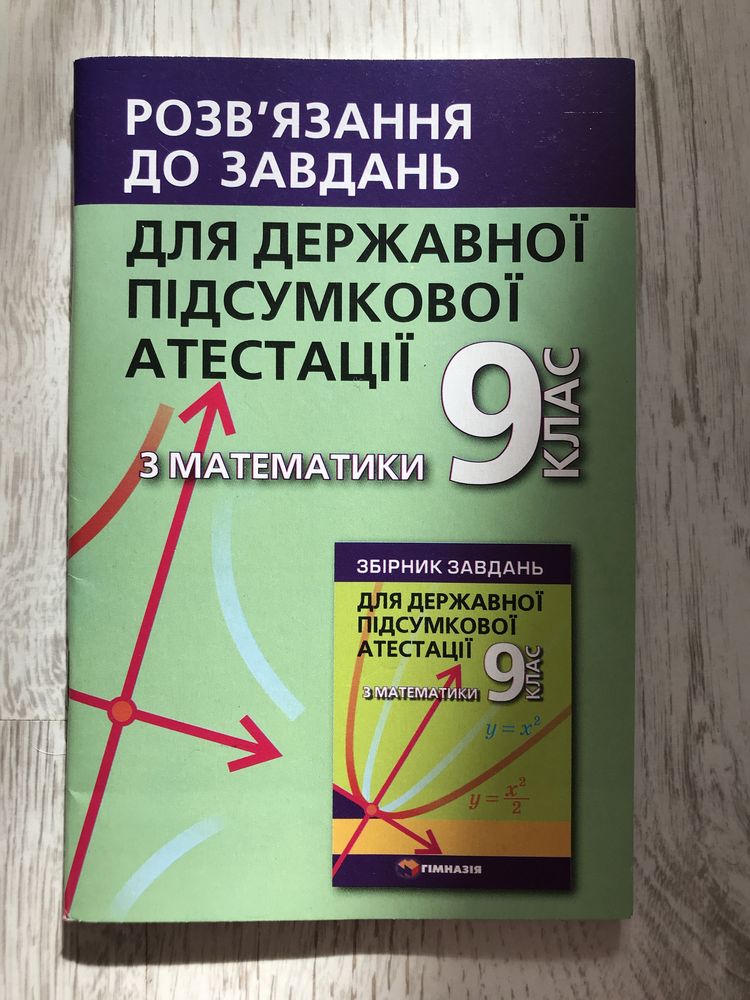 РОЗВ'ЯЗАННЯ
ДО ЗАВДАНЬ
ДЛЯ ДЕРЖАВНОЇ
ПІДСУМКОВОЇ
АТЕСТАЦІЇ
З МАТЕМАТИКИ
9 КЛАС
ЗБІРНИК ЗАВДАНЬ
ДЛЯ ДЕРЖАВНОЇ
ПІДСУМКОВОЇ
АТЕСТАЦІЇ
З МАТЕМАТИКИ
9 КЛАС
y = x²
y = x²/2
ГІМНАЗІЯ